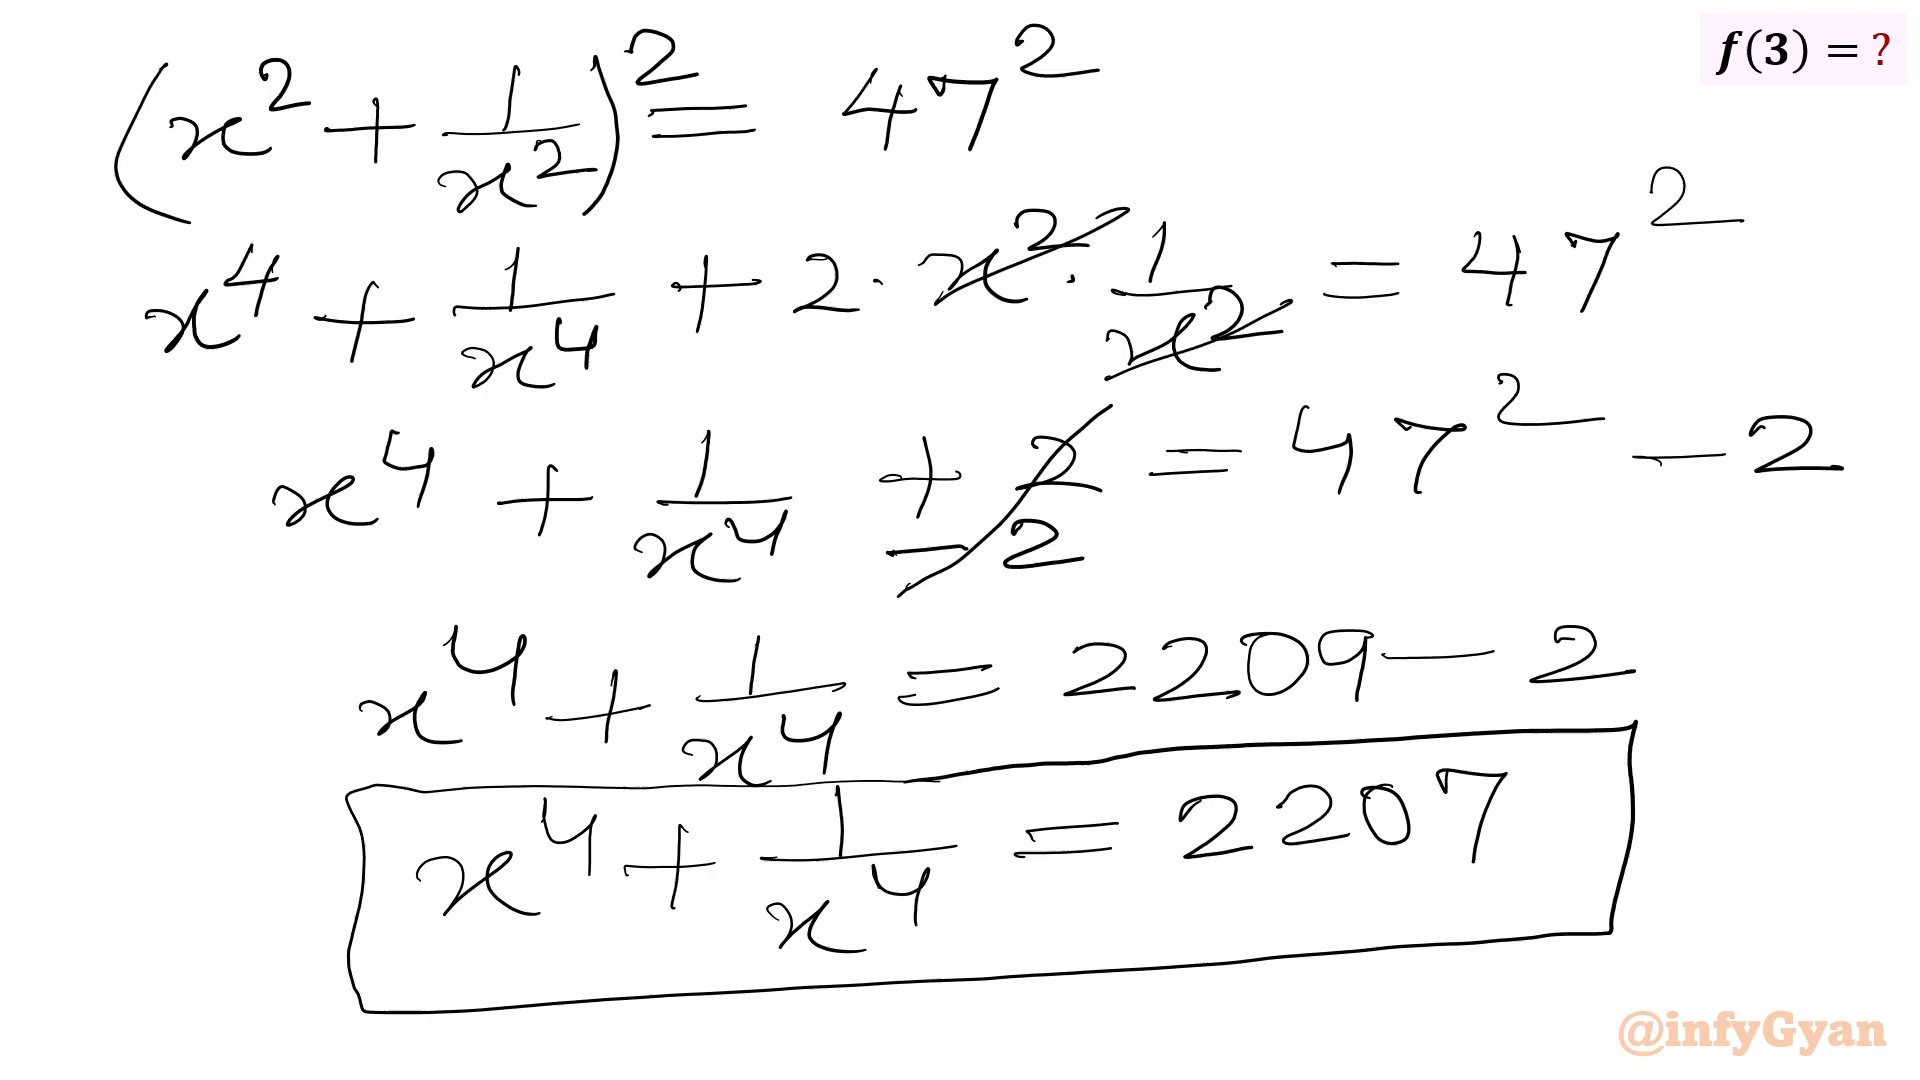 f(3) = ?
(x² + 1/x²)² = 47²
x⁴ + 1/x⁴ + 2 · x² · 1/x² = 47²
x⁴ + 1/x⁴ + 2 = 47² - 2
- 2
x⁴ + 1/x⁴ = 2209 - 2
x⁴ + 1/x⁴ = 2207
@infyGyan